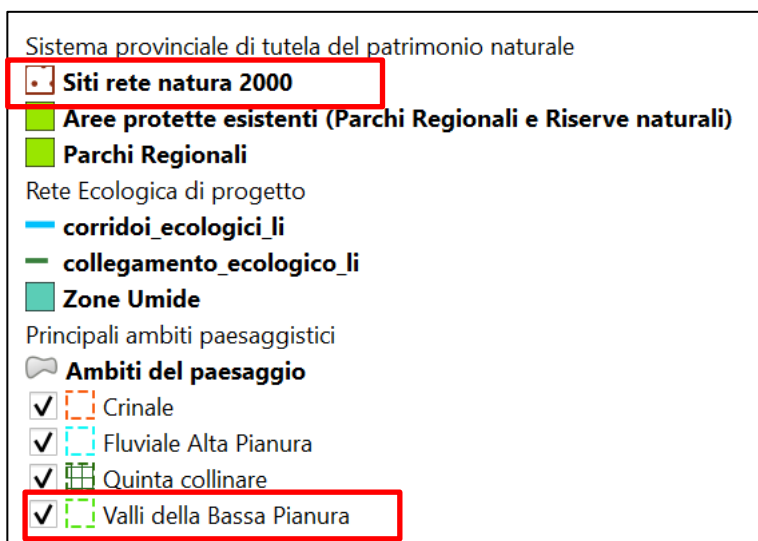 Sistema provinciale di tutela del patrimonio naturale
Siti rete natura 2000
Aree protette esistenti (Parchi Regionali e Riserve naturali)
Parchi Regionali
Rete Ecologica di progetto
corridoi_ecologici_li
collegamento_ecologico_li
Zone Umide
Principali ambiti paesaggistici
Ambiti del paesaggio
Crinale
Fluviale Alta Pianura
Quinta collinare
Valli della Bassa Pianura